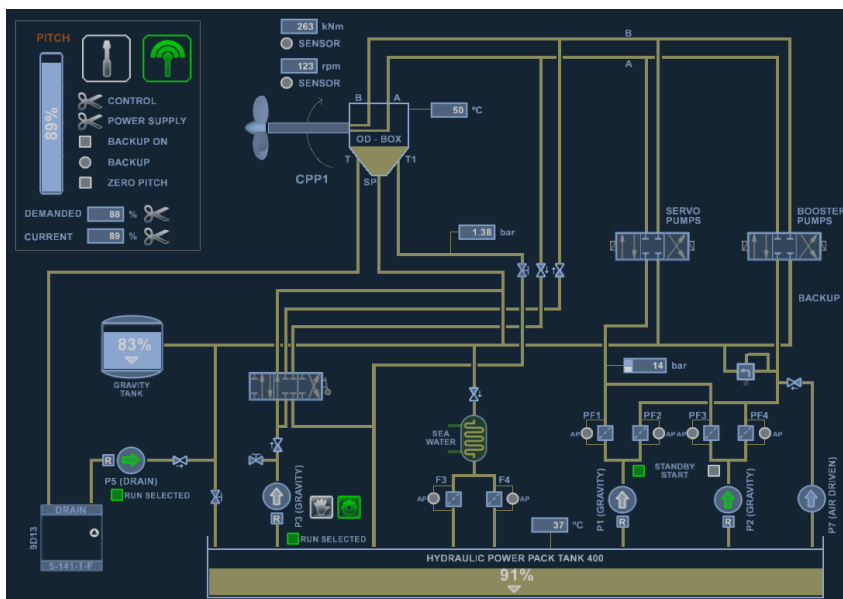 PITCH
89%
CONTROL
POWER SUPPLY
BACKUP ON
BACKUP
ZERO PITCH
DEMANDED 88 %
CURRENT 89 %
263 kNm
SENSOR
123 rpm
SENSOR
B
A
B A
50 °C
OD - BOX
T T1
SP
CPP1
1.38 bar
SERVO
PUMPS
BOOSTER
PUMPS
BACKUP
83%
GRAVITY
TANK
14 bar
SEA
WATER
PF1 PF2 PF3 PF4
AP AP AP AP
STANDBY
START
R
P5 (DRAIN)
RUN SELECTED
P3 (GRAVITY)
R
RUN SELECTED
F3 F4
AP AP
P1 (GRAVITY)
R
P2 (GRAVITY)
R
P7 (AIR DRIVEN)
37 °C
9D13
DRAIN
5-141-1-F
HYDRAULIC POWER PACK TANK 400
91%